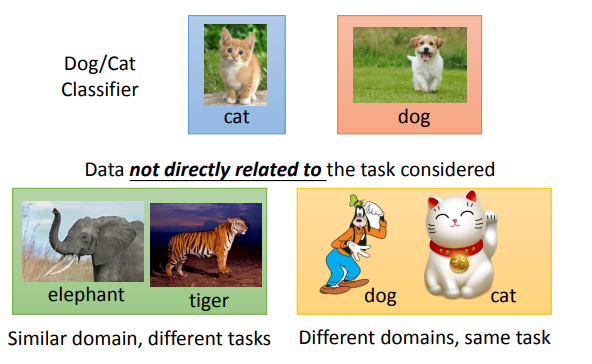 Dog/Cat
Classifier
cat
dog
Data not directly related to the task considered
elephant
tiger
dog
cat
Similar domain, different tasks
Different domains, same task